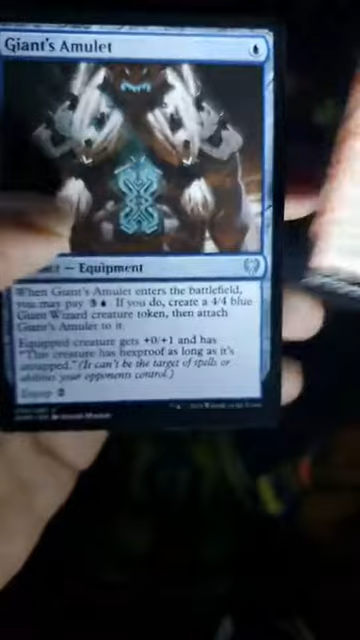 Giant's Amulet
— Equipment
When Giant's Amulet enters the battlefield,
you may pay 3. If you do, create a 4/4 blue
Giant Wizard creature token, then attach
Giant's Amulet to it.
Equipped creature gets +0/+1 and has
"This creature has hexproof as long as it's
untapped." (It can't be the target of spells or
abilities your opponents control.)
Equip 2